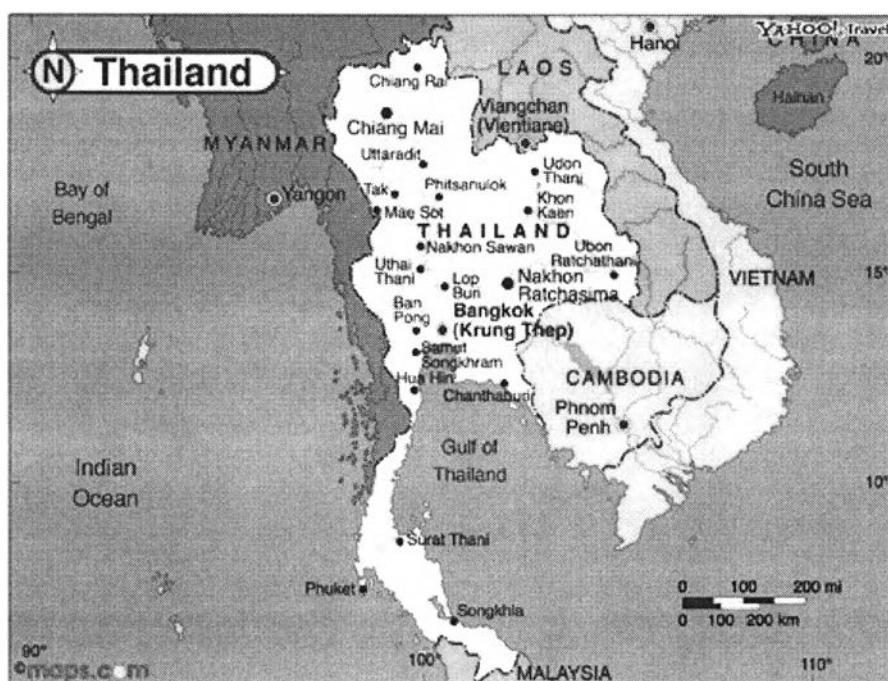 N Thailand
YAHOO! Travel
CHINA
Hanoi
20°
LAOS
Chiang Rai
Hainan
Viangchan
(Vientiane)
Chiang Mai
MYANMAR
Uttaradit
Udon
Thani
South
China Sea
Bay of
Bengal
Yangon
Tak
Phitsanulok
Khon
Kaen
Mae Sot
THAILAND
Nakhon Sawan
Ubon
Ratchathani
Uthai
Thani
Lop
Buri
Nakhon
Ratchasima
VIETNAM
15°
Ban
Pong
Bangkok
(Krung Thep)
Samut
Songkhram
Hua Hin
Chanthaburi
CAMBODIA
Phnom
Penh
Gulf of
Thailand
Indian
Ocean
10°
Surat Thani
Phuket
Songkhla
0 100 200 mi
0 100 200 km
90°
100°
110°
MALAYSIA
©maps.com